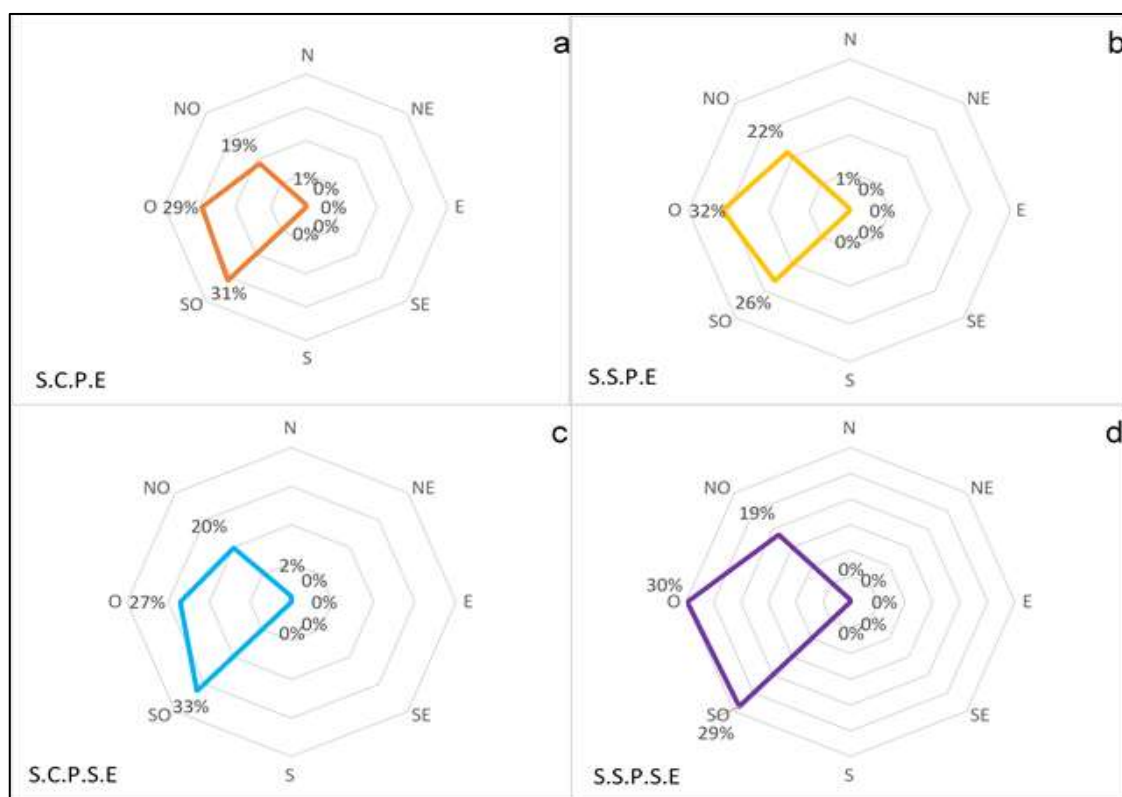 a
N
NO
NE
19%
1%
0%
O 29%
0%
E
0%
0%
31%
SO
SE
S
S.C.P.E
b
N
NO
NE
22%
1%
0%
O 32%
0%
E
0%
0%
26%
SO
SE
S
S.S.P.E
c
N
NO
NE
20%
2%
0%
O 27%
0%
E
0%
0%
SO 33%
SE
S
S.C.P.S.E
d
N
NO
NE
19%
0%
0%
30%
O
0%
E
0%
0%
SO
29%
SE
S
S.S.P.S.E